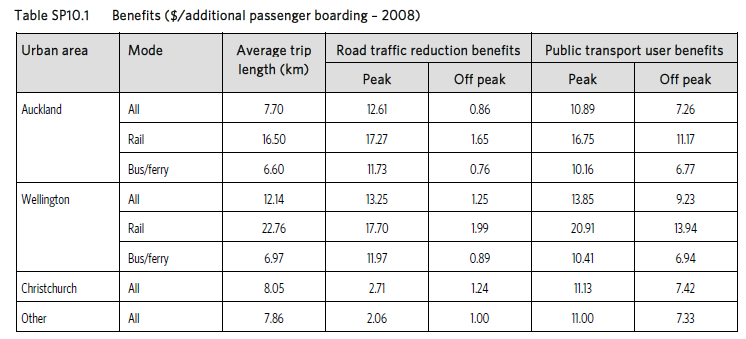 Table SP10.1 Benefits ($/additional passenger boarding – 2008)
Urban area Mode Average trip length (km) Road traffic reduction benefits Public transport user benefits
Peak Off peak Peak Off peak
Auckland All 7.70 12.61 0.86 10.89 7.26
Rail 16.50 17.27 1.65 16.75 11.17
Bus/ferry 6.60 11.73 0.76 10.16 6.77
Wellington All 12.14 13.25 1.25 13.85 9.23
Rail 22.76 17.70 1.99 20.91 13.94
Bus/ferry 6.97 11.97 0.89 10.41 6.94
Christchurch All 8.05 2.71 1.24 11.13 7.42
Other All 7.86 2.06 1.00 11.00 7.33